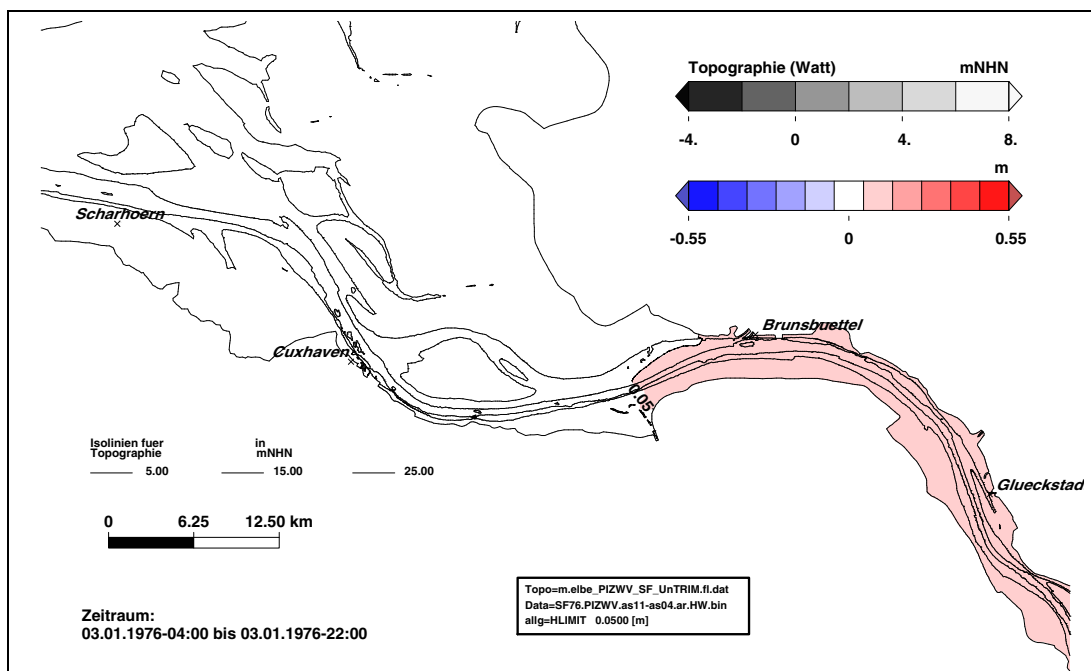 Topographie (Watt) mNHN
-4. 0 4. 8.
m
-0.55 0 0.55
Scharhoern
Brunsbuettel
Cuxhaven
0.05
Glueckstad
Isolinien fuer in
Topographie mNHN
5.00 15.00 25.00
0 6.25 12.50 km
Topo=m.elbe_PIZWV_SF_UnTRIM.fl.dat
Data=SF76.PIZWV.as11-as04.ar.HW.bin
allg=HLIMIT 0.0500 [m]
Zeitraum:
03.01.1976-04:00 bis 03.01.1976-22:00